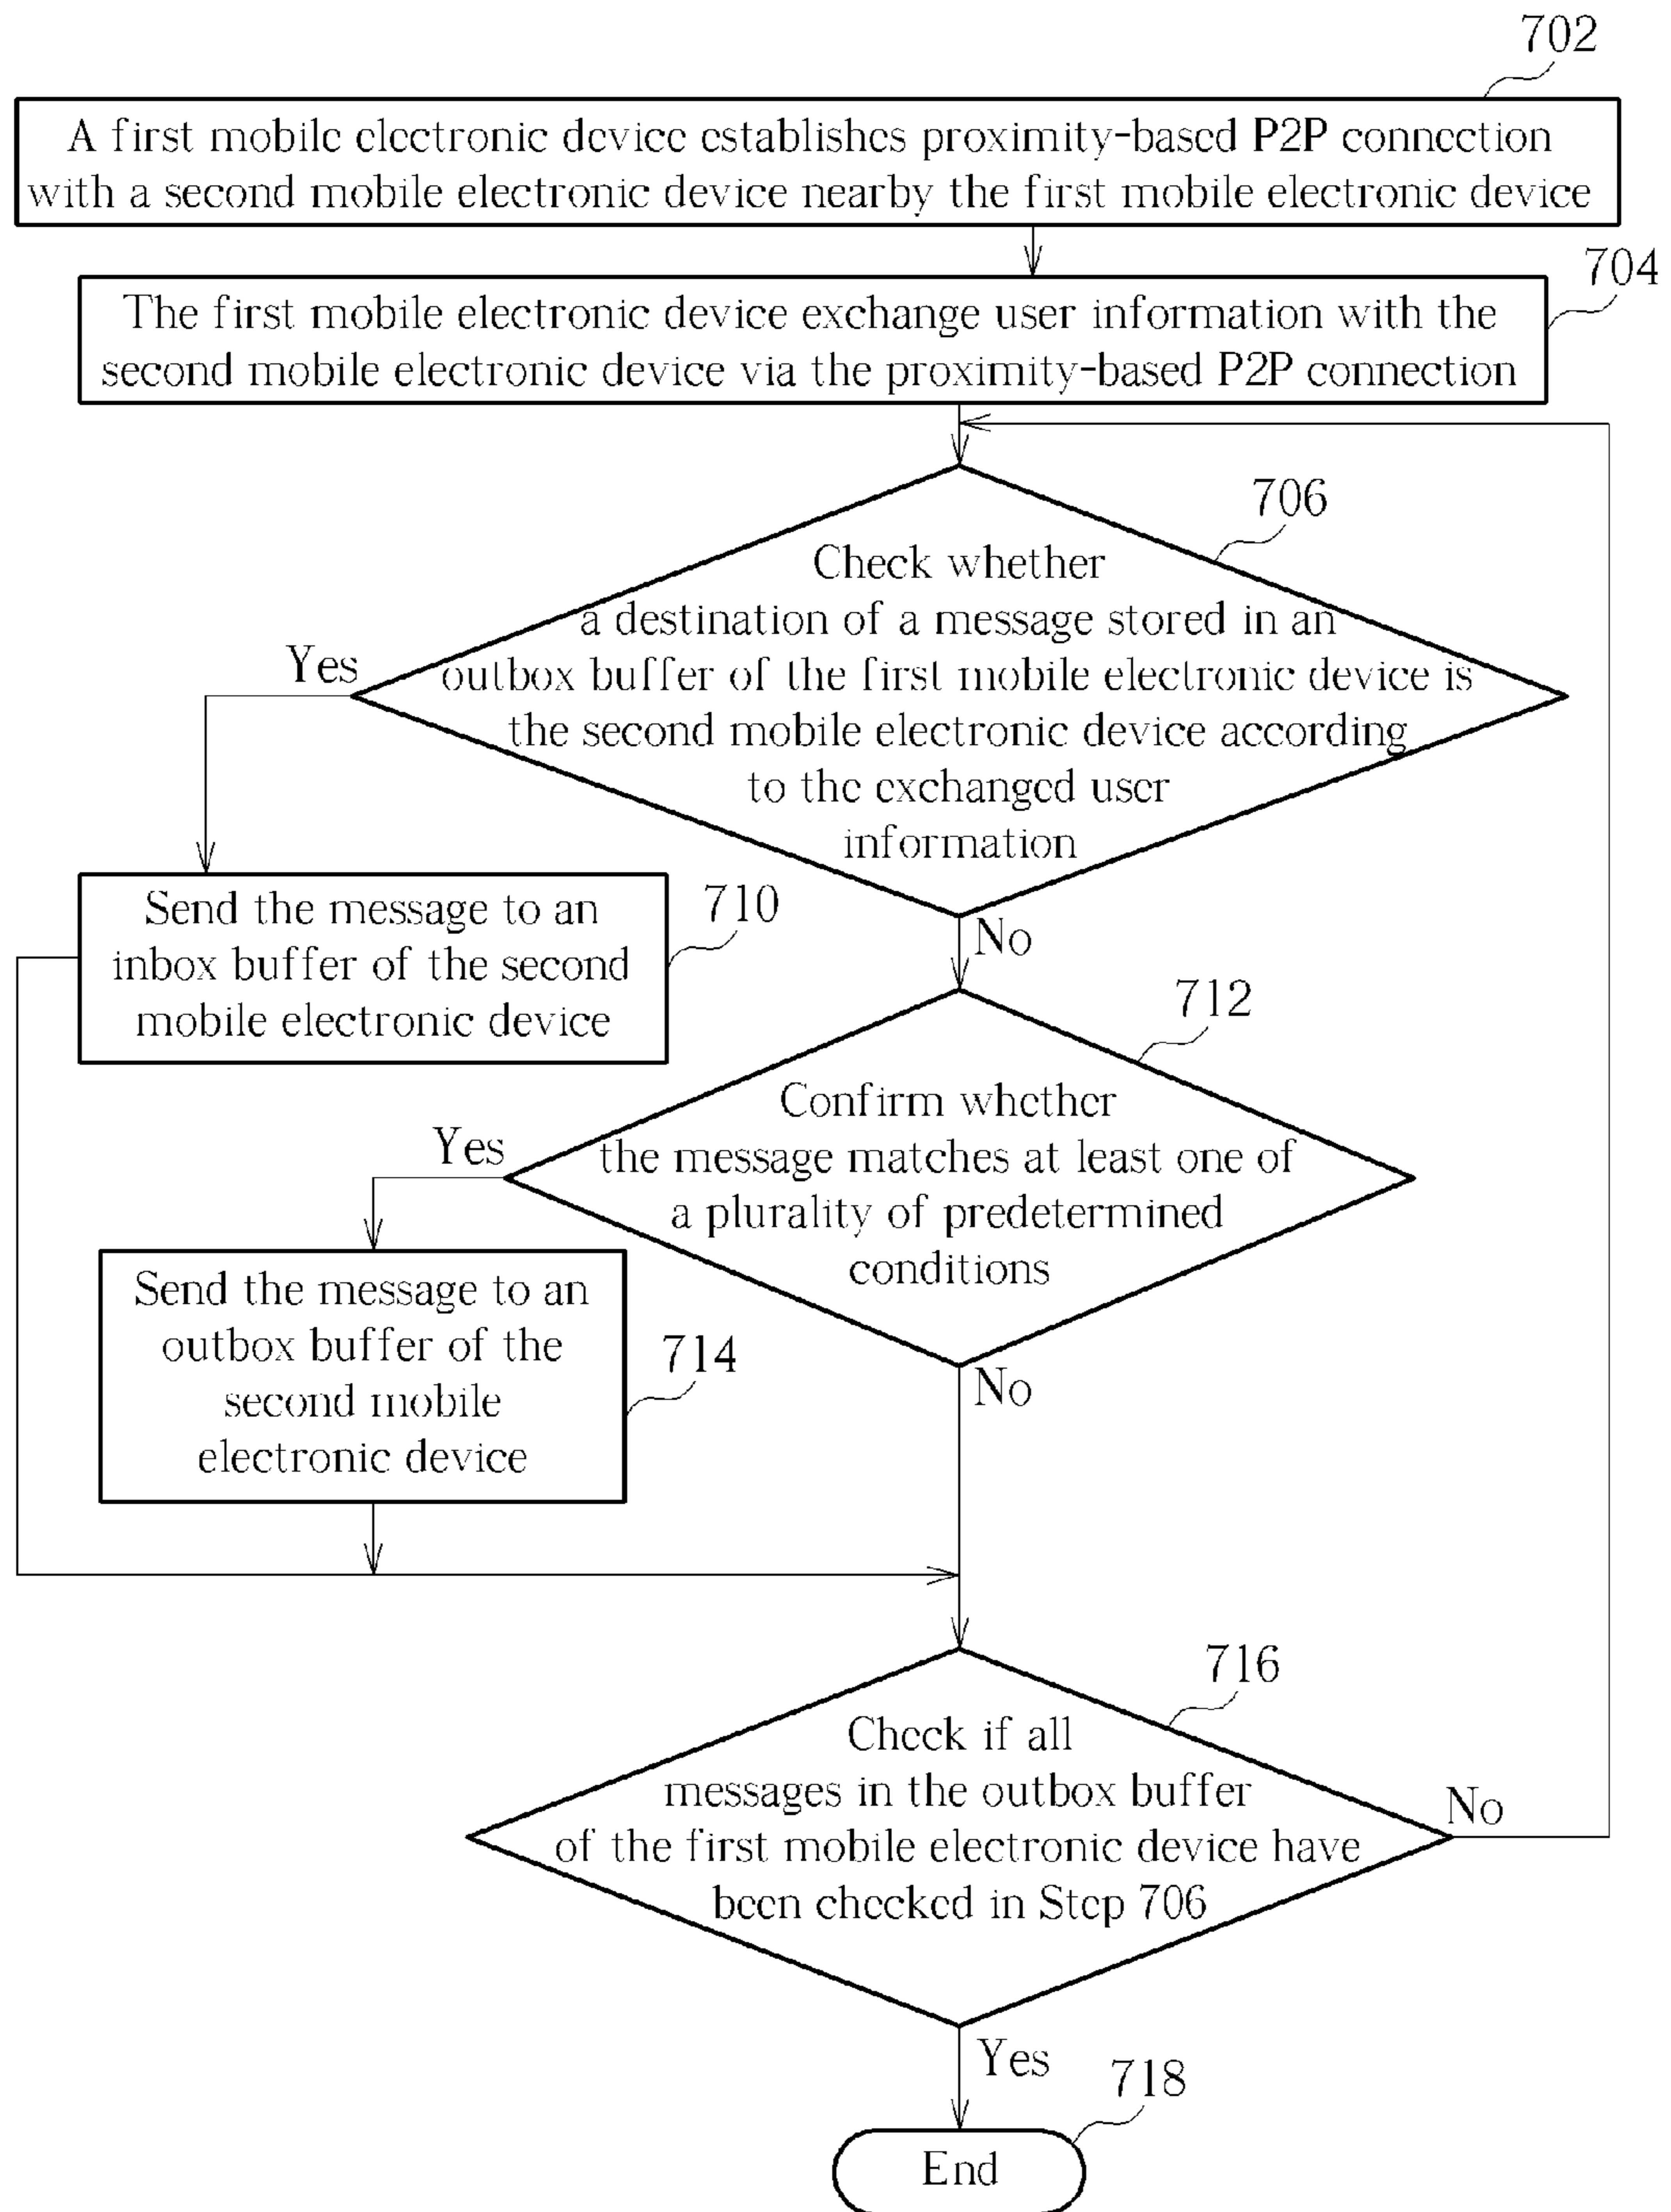 702
A first mobile electronic device establishes proximity-based P2P connection
with a second mobile electronic device nearby the first mobile electronic device
704
The first mobile electronic device exchange user information with the
second mobile electronic device via the proximity-based P2P connection
706
Check whether
a destination of a message stored in an
outbox buffer of the first mobile electronic device is
the second mobile electronic device according
to the exchanged user
information
Yes
No
710
Send the message to an
inbox buffer of the second
mobile electronic device
712
Confirm whether
the message matches at least one of
a plurality of predetermined
conditions
Yes
No
714
Send the message to an
outbox buffer of the
second mobile
electronic device
716
Check if all
messages in the outbox buffer
of the first mobile electronic device have
been checked in Step 706
No
Yes
718
End